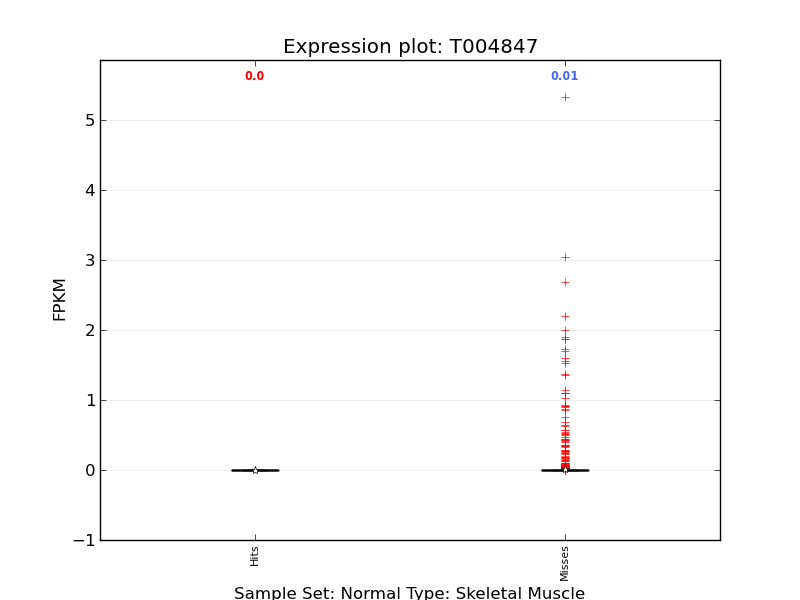 Expression plot: T004847
0.0
0.01
5
4
3
2
1
0
−1
FPKM
Hits
Misses
Sample Set: Normal Type: Skeletal Muscle